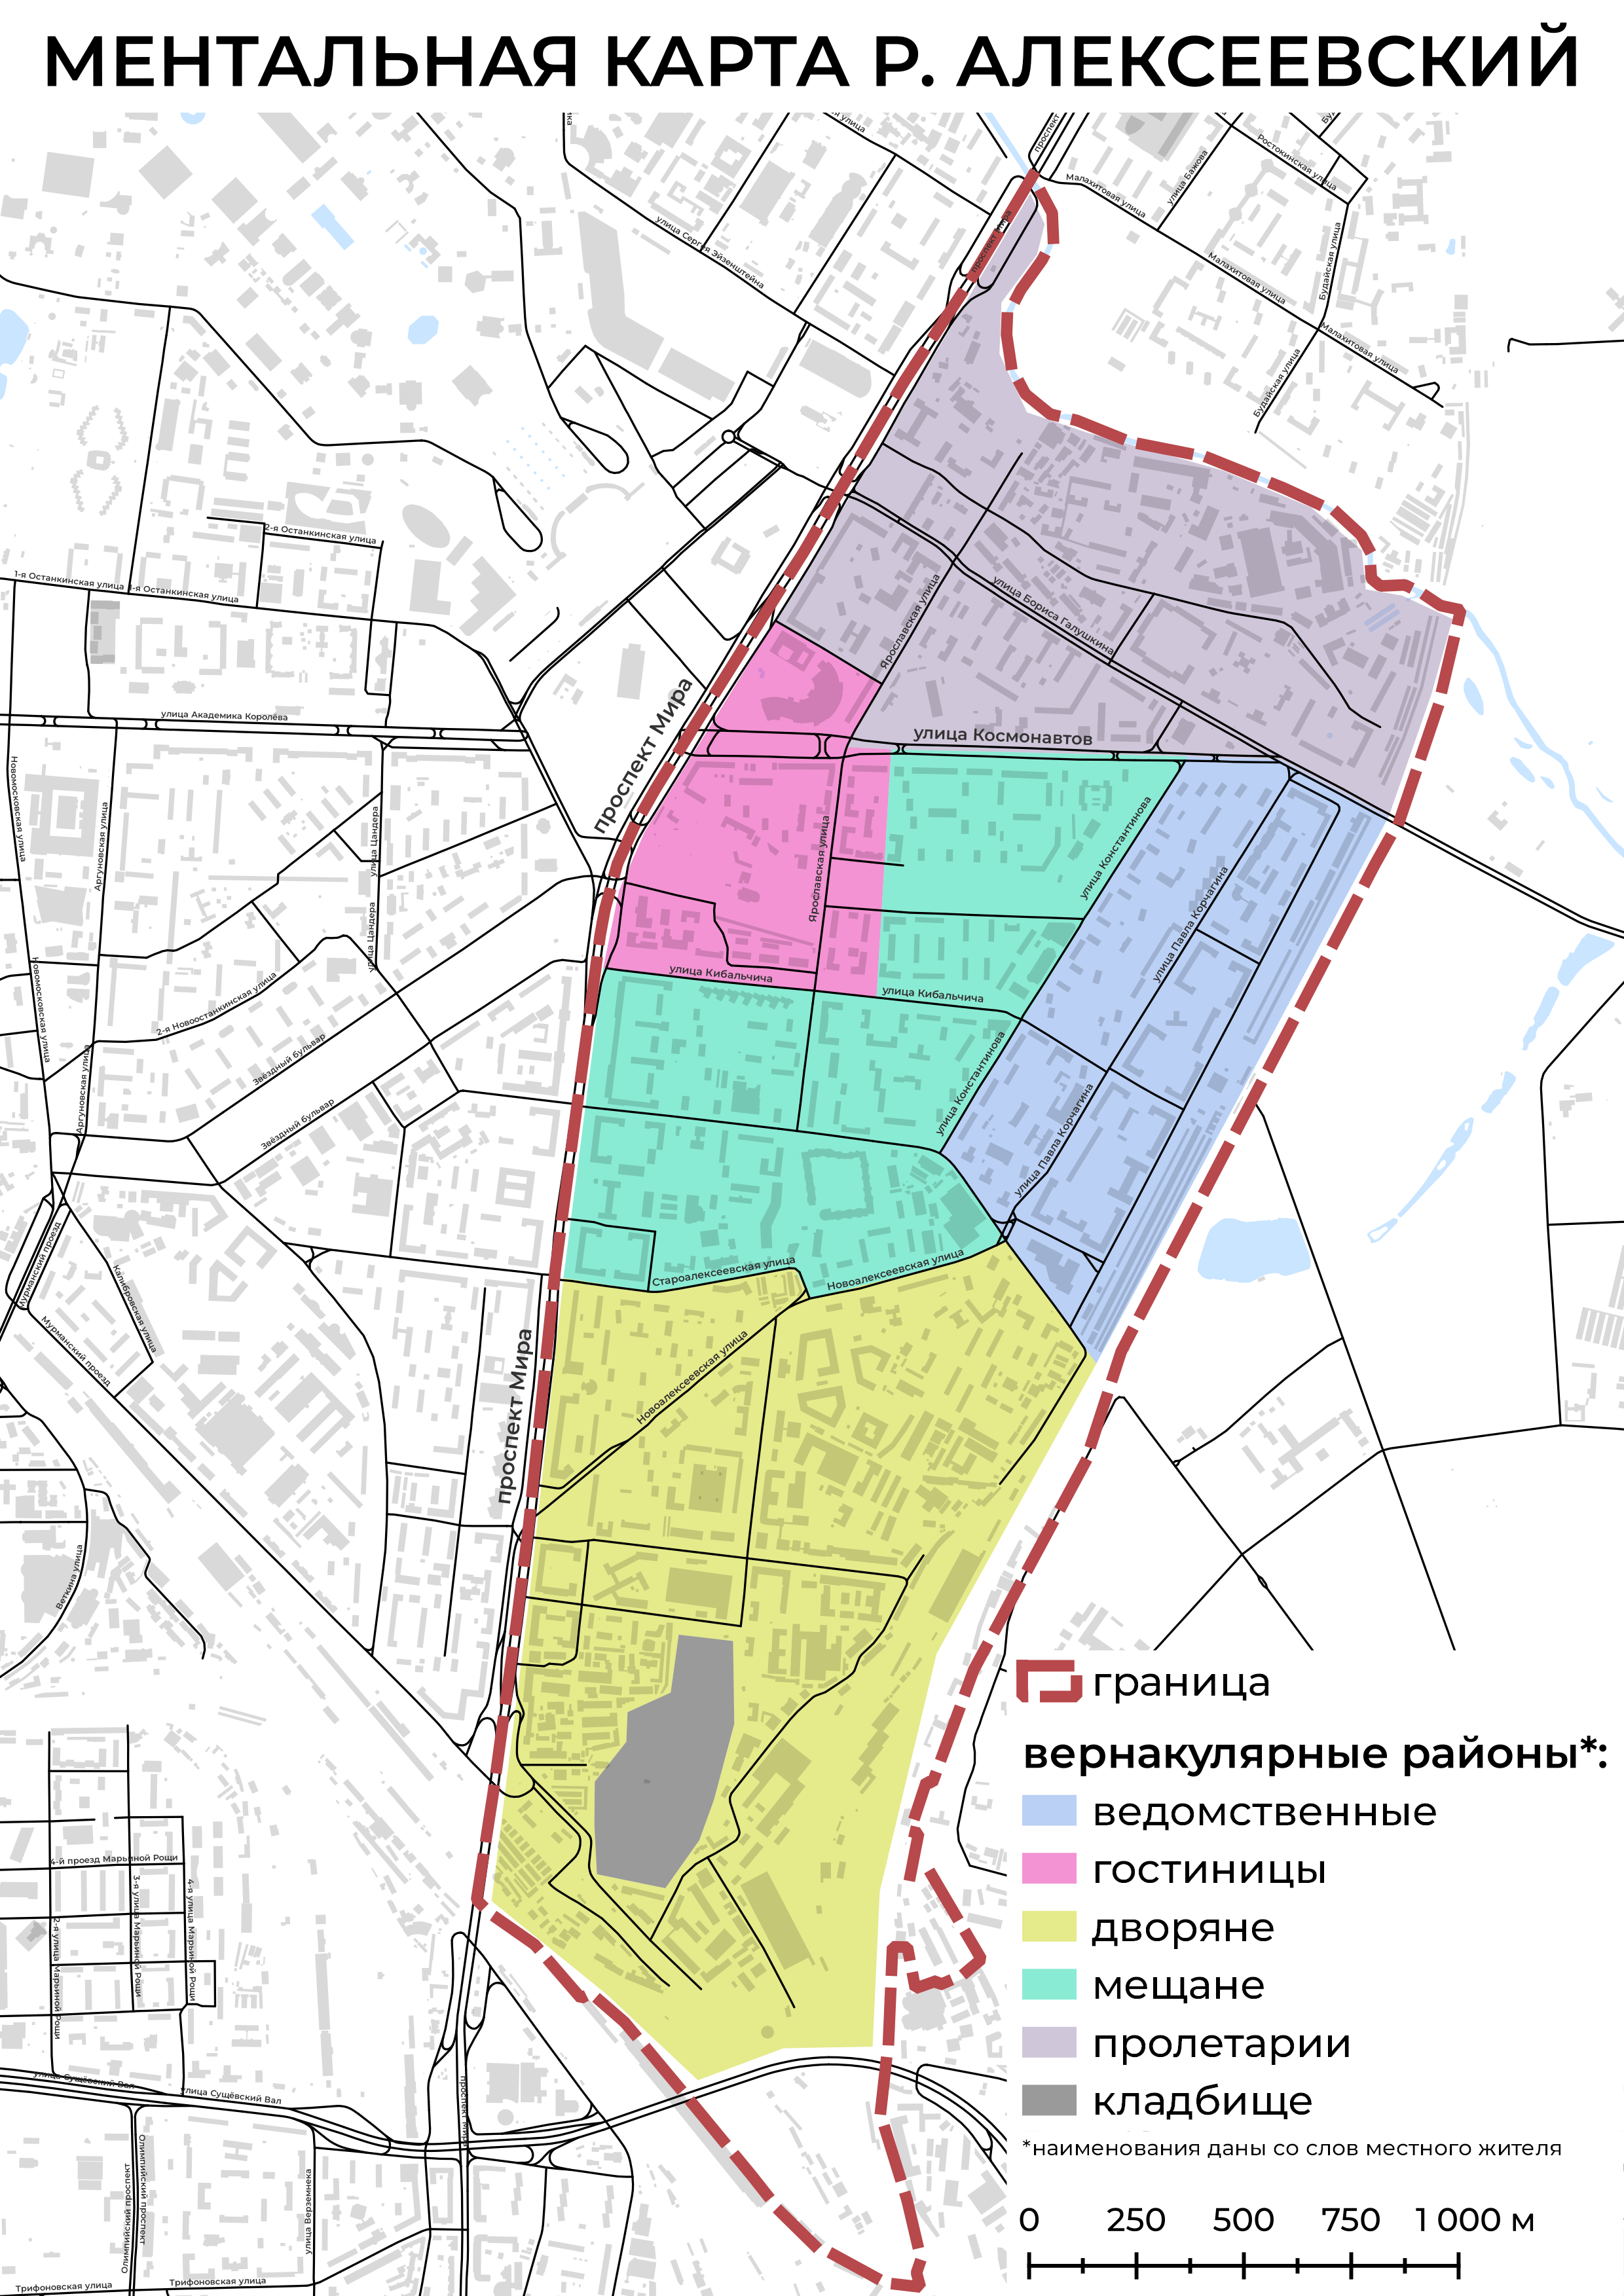 МЕНТАЛЬНАЯ КАРТА Р. АЛЕКСЕЕВСКИЙ
проспект
улица
Ростокинская улица
улица Бажова
Малахитовая улица
проспект Мира
улица Сергея Эйзенштейна
Будайская улица
Малахитовая улица
Малахитовая улица
Будайская улица
2-я Останкинская улица
1-я Останкинская улица
1-я Останкинская улица
улица Бориса Галушкина
Ярославская улица
проспект Мира
улица Академика Королёва
улица Космонавтов
Новомосковская улица
Аргуновская улица
улица Цандера
Ярославская улица
улица Константинова
улица Павла Корчагина
улица Цандера
Новомосковская улица
2-я Новоостанкинская улица
улица Кибальчича
улица Кибальчича
Звёздный бульвар
Аргуновская улица
улица Константинова
Звёздный бульвар
улица Павла Корчагина
Мурманский проезд
Калибровская улица
Староалексеевская улица
Новоалексеевская улица
Мурманский проезд
Новоалексеевская улица
проспект Мира
Веткина улица
4-й проезд Марьиной Рощи
3-я улица Марьиной Рощи
4-я улица Марьиной Рощи
2-я улица Марьиной Рощи
улица Сущёвский Вал
улица Сущёвский Вал
проспект Мира
Олимпийский проспект
Олимпийский проспект
улица Верземнека
Трифоновская улица
Трифоновская улица
граница
вернакулярные районы*:
ведомственные
гостиницы
дворяне
мещане
пролетарии
кладбище
*наименования даны со слов местного жителя
0 250 500 750 1 000 м